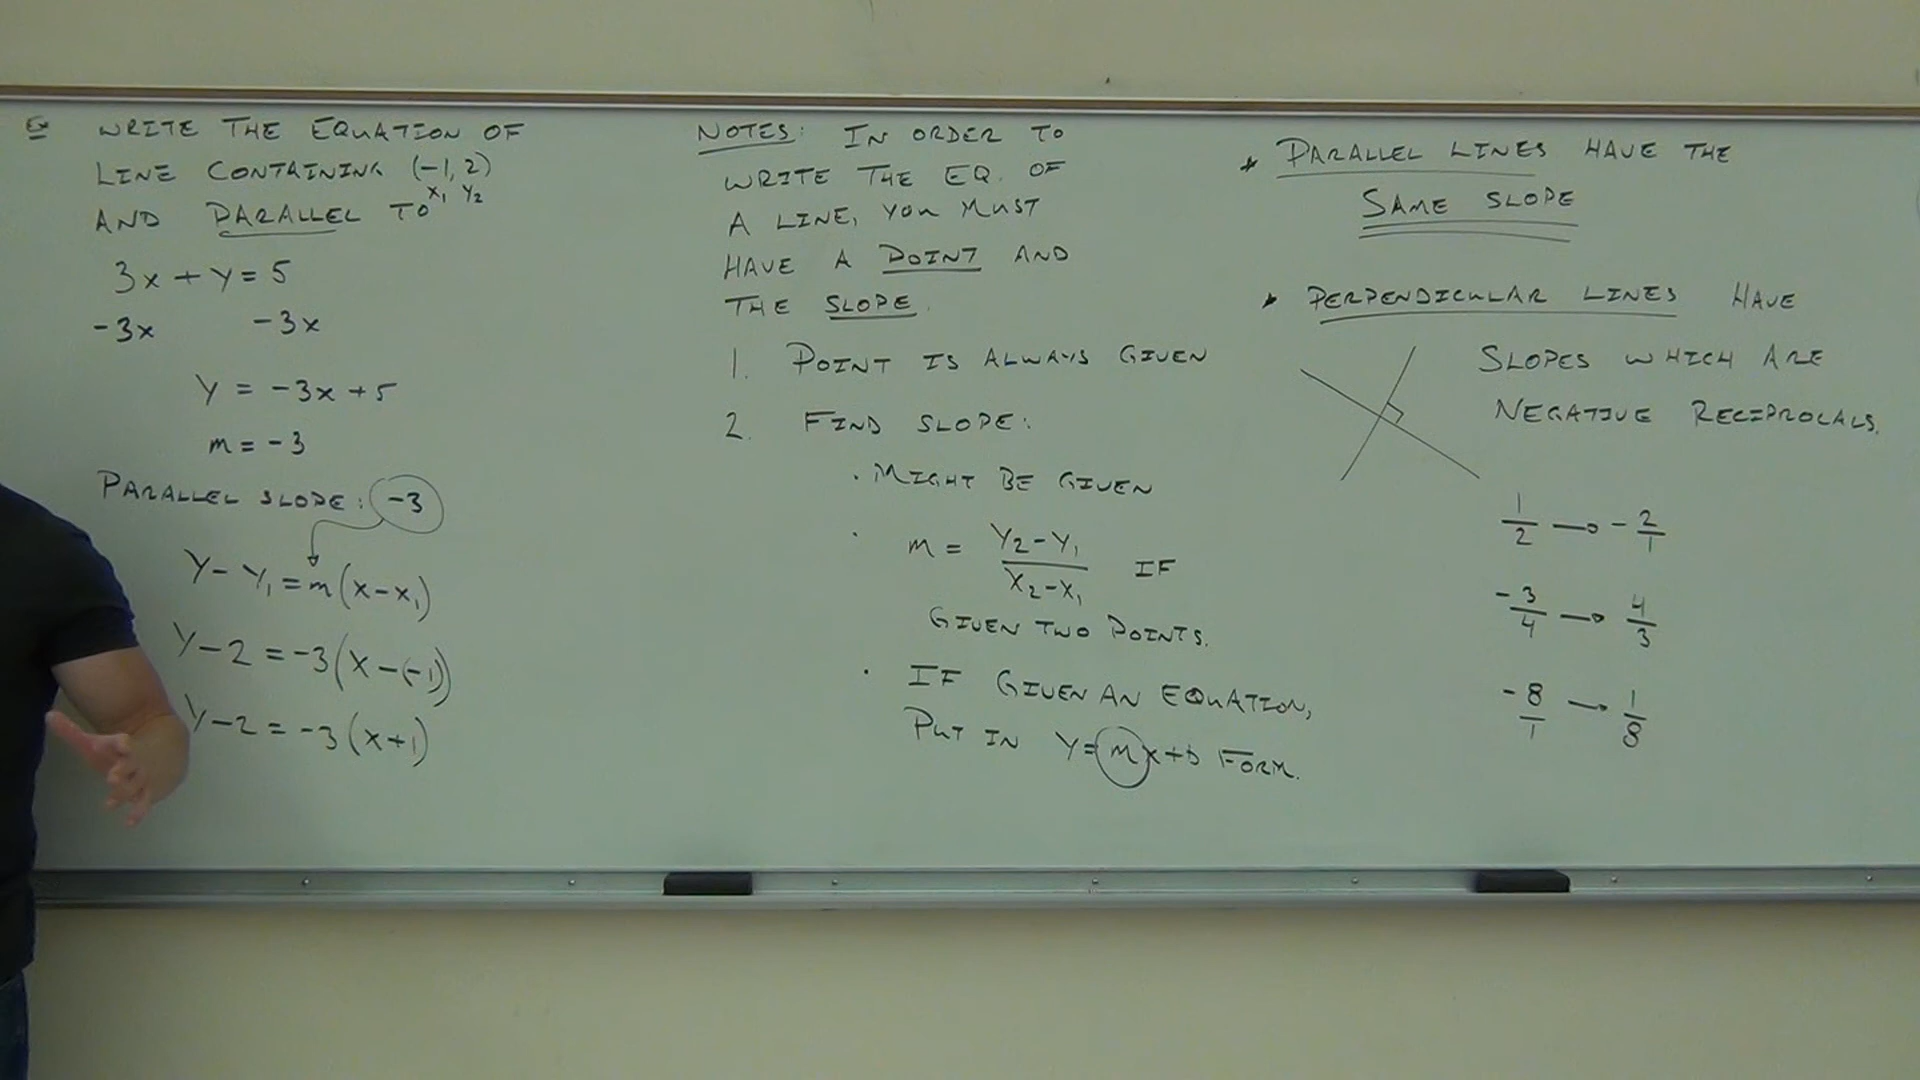 Ex WRITE THE EQUATION OF
LINE CONTAINING (-1, 2)
x₁ y₂
AND PARALLEL TO
3x + y = 5
-3x -3x
y = -3x + 5
m = -3
PARALLEL SLOPE: -3
y - y₁ = m(x - x₁)
y - 2 = -3(x - (-1))
y - 2 = -3(x + 1)
NOTES: IN ORDER TO
WRITE THE EQ. OF
A LINE, YOU MUST
HAVE A POINT AND
THE SLOPE.
1. POINT IS ALWAYS GIVEN
2. FIND SLOPE:
· MIGHT BE GIVEN
· m = (y₂ - y₁)/(x₂ - x₁) IF
GIVEN TWO POINTS.
· IF GIVEN AN EQUATION,
PUT IN y = mx + b FORM.
* PARALLEL LINES HAVE THE
SAME SLOPE
* PERPENDICULAR LINES HAVE
SLOPES WHICH ARE
NEGATIVE RECIPROCALS.
1/2 → -2/1
-3/4 → 4/3
-8/1 → 1/8